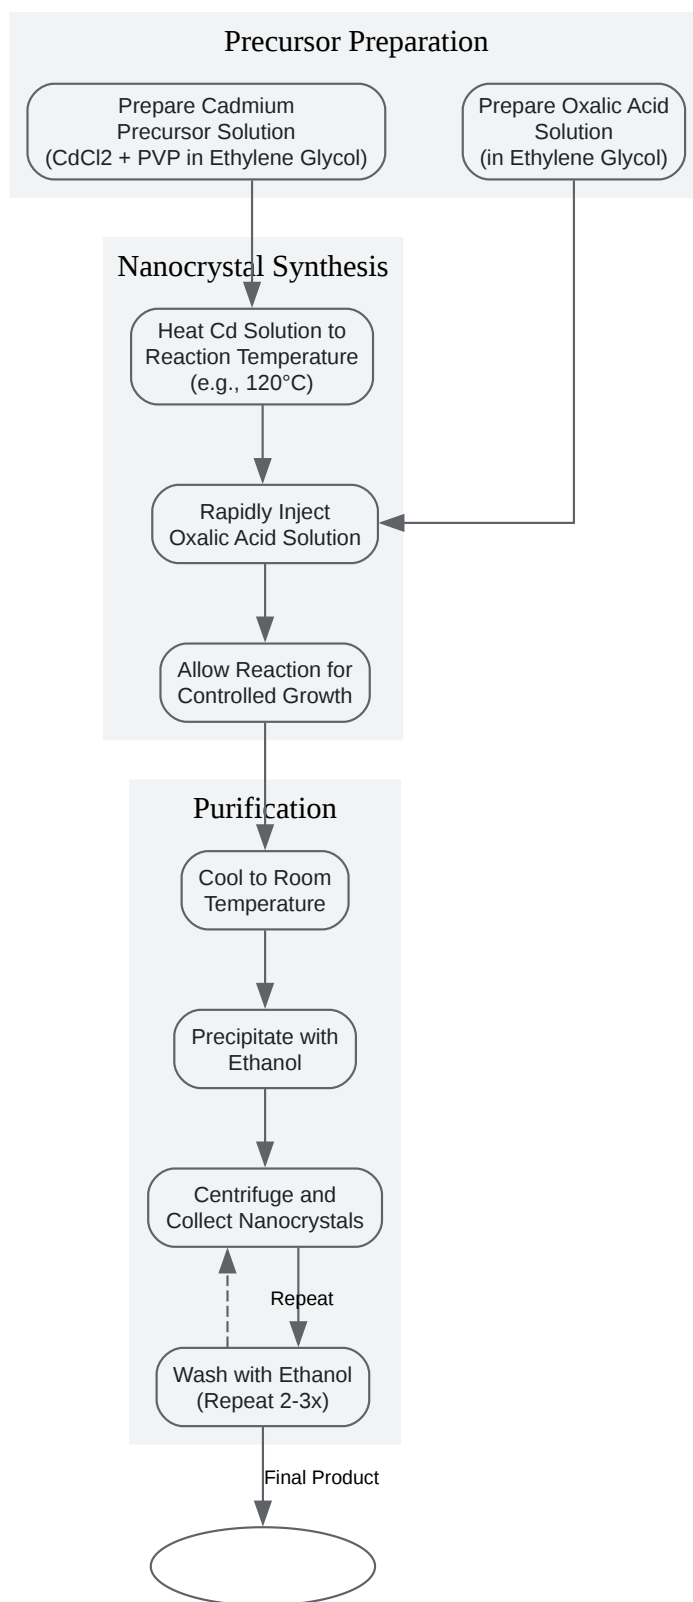 Precursor Preparation
Prepare Cadmium
Precursor Solution
(CdCl2 + PVP in Ethylene Glycol)
Prepare Oxalic Acid
Solution
(in Ethylene Glycol)
Nanocrystal Synthesis
Heat Cd Solution to
Reaction Temperature
(e.g., 120°C)
Rapidly Inject
Oxalic Acid Solution
Allow Reaction for
Controlled Growth
Purification
Cool to Room
Temperature
Precipitate with
Ethanol
Centrifuge and
Collect Nanocrystals
Repeat
Wash with Ethanol
(Repeat 2-3x)
Final Product